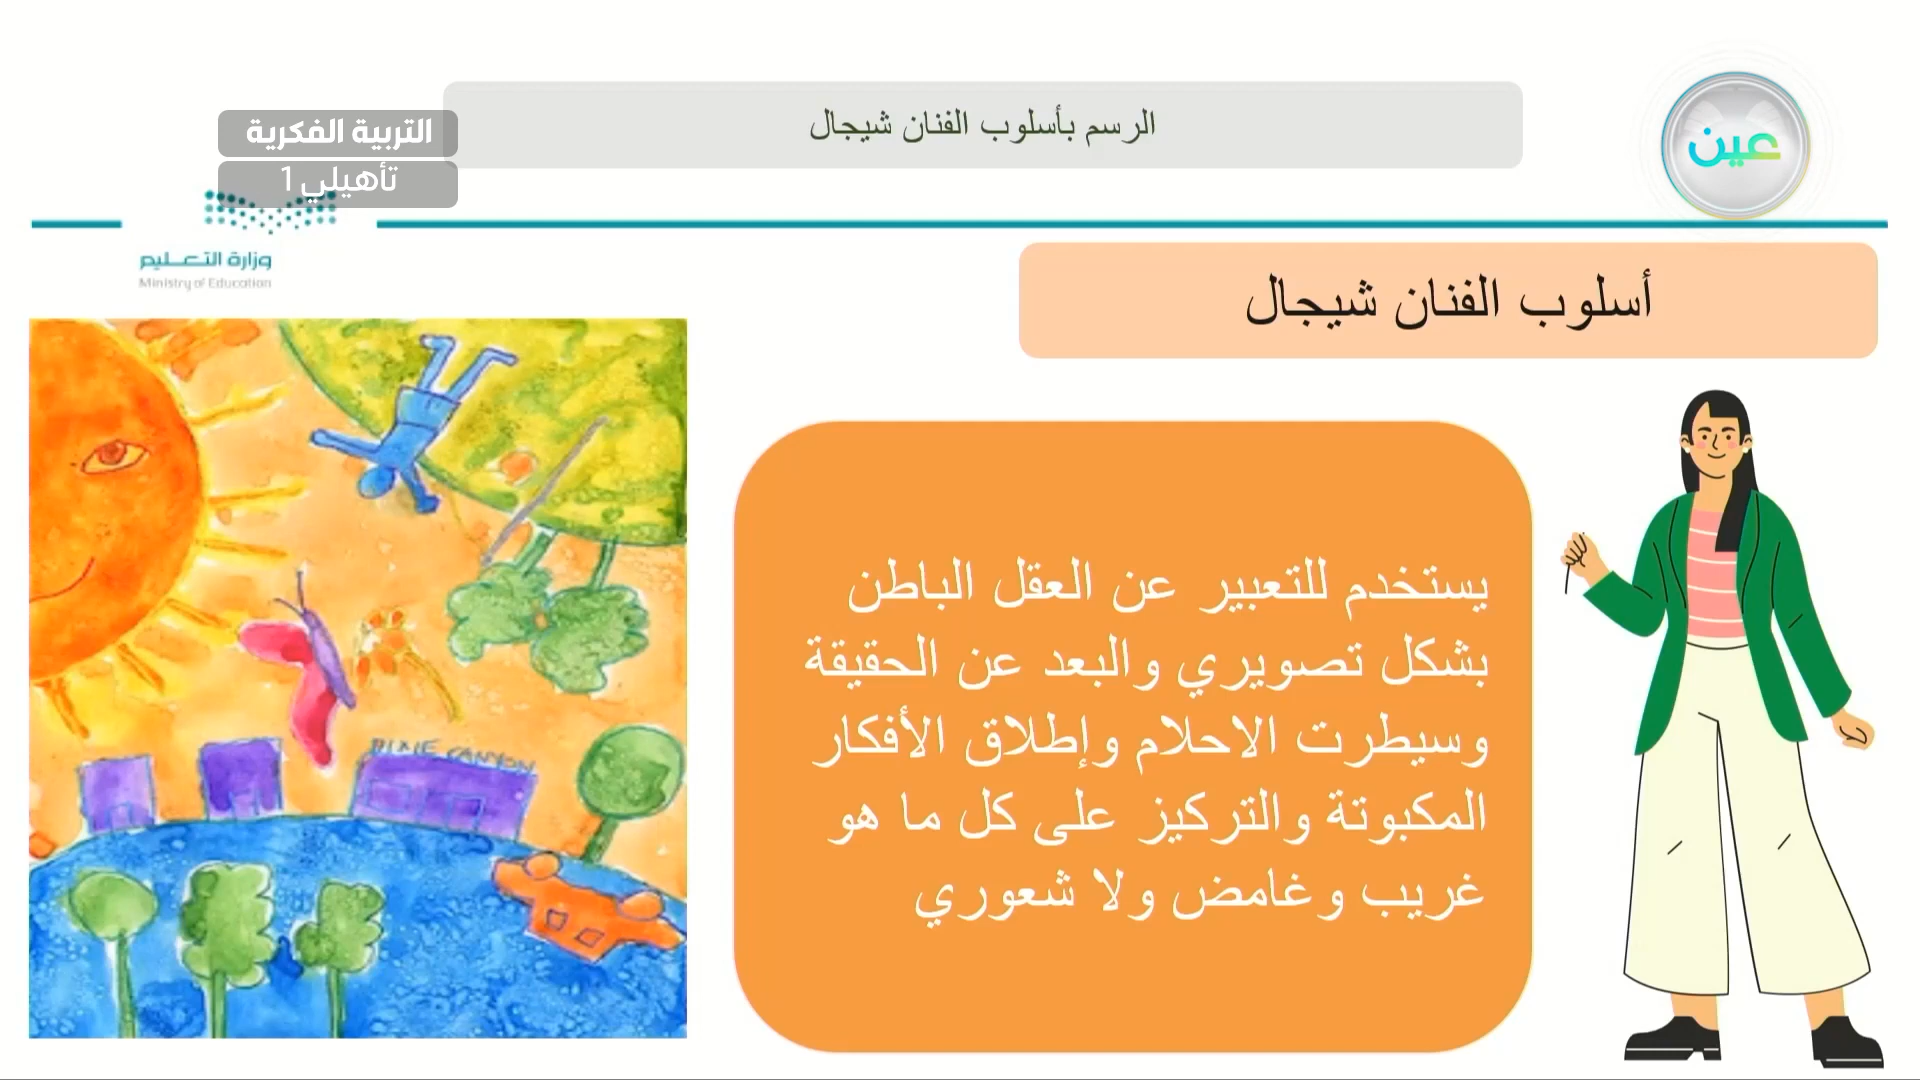 الرسم بأسلوب الفنان شيجال
عين
التربية الفكرية
تأهيلي 1
وزارة التعليم
Ministry of Education
أسلوب الفنان شيجال
يستخدم للتعبير عن العقل الباطن
بشكل تصويري والبعد عن الحقيقة
وسيطرت الاحلام وإطلاق الأفكار
المكبوتة والتركيز على كل ما هو
غريب وغامض ولا شعوري
CANYON